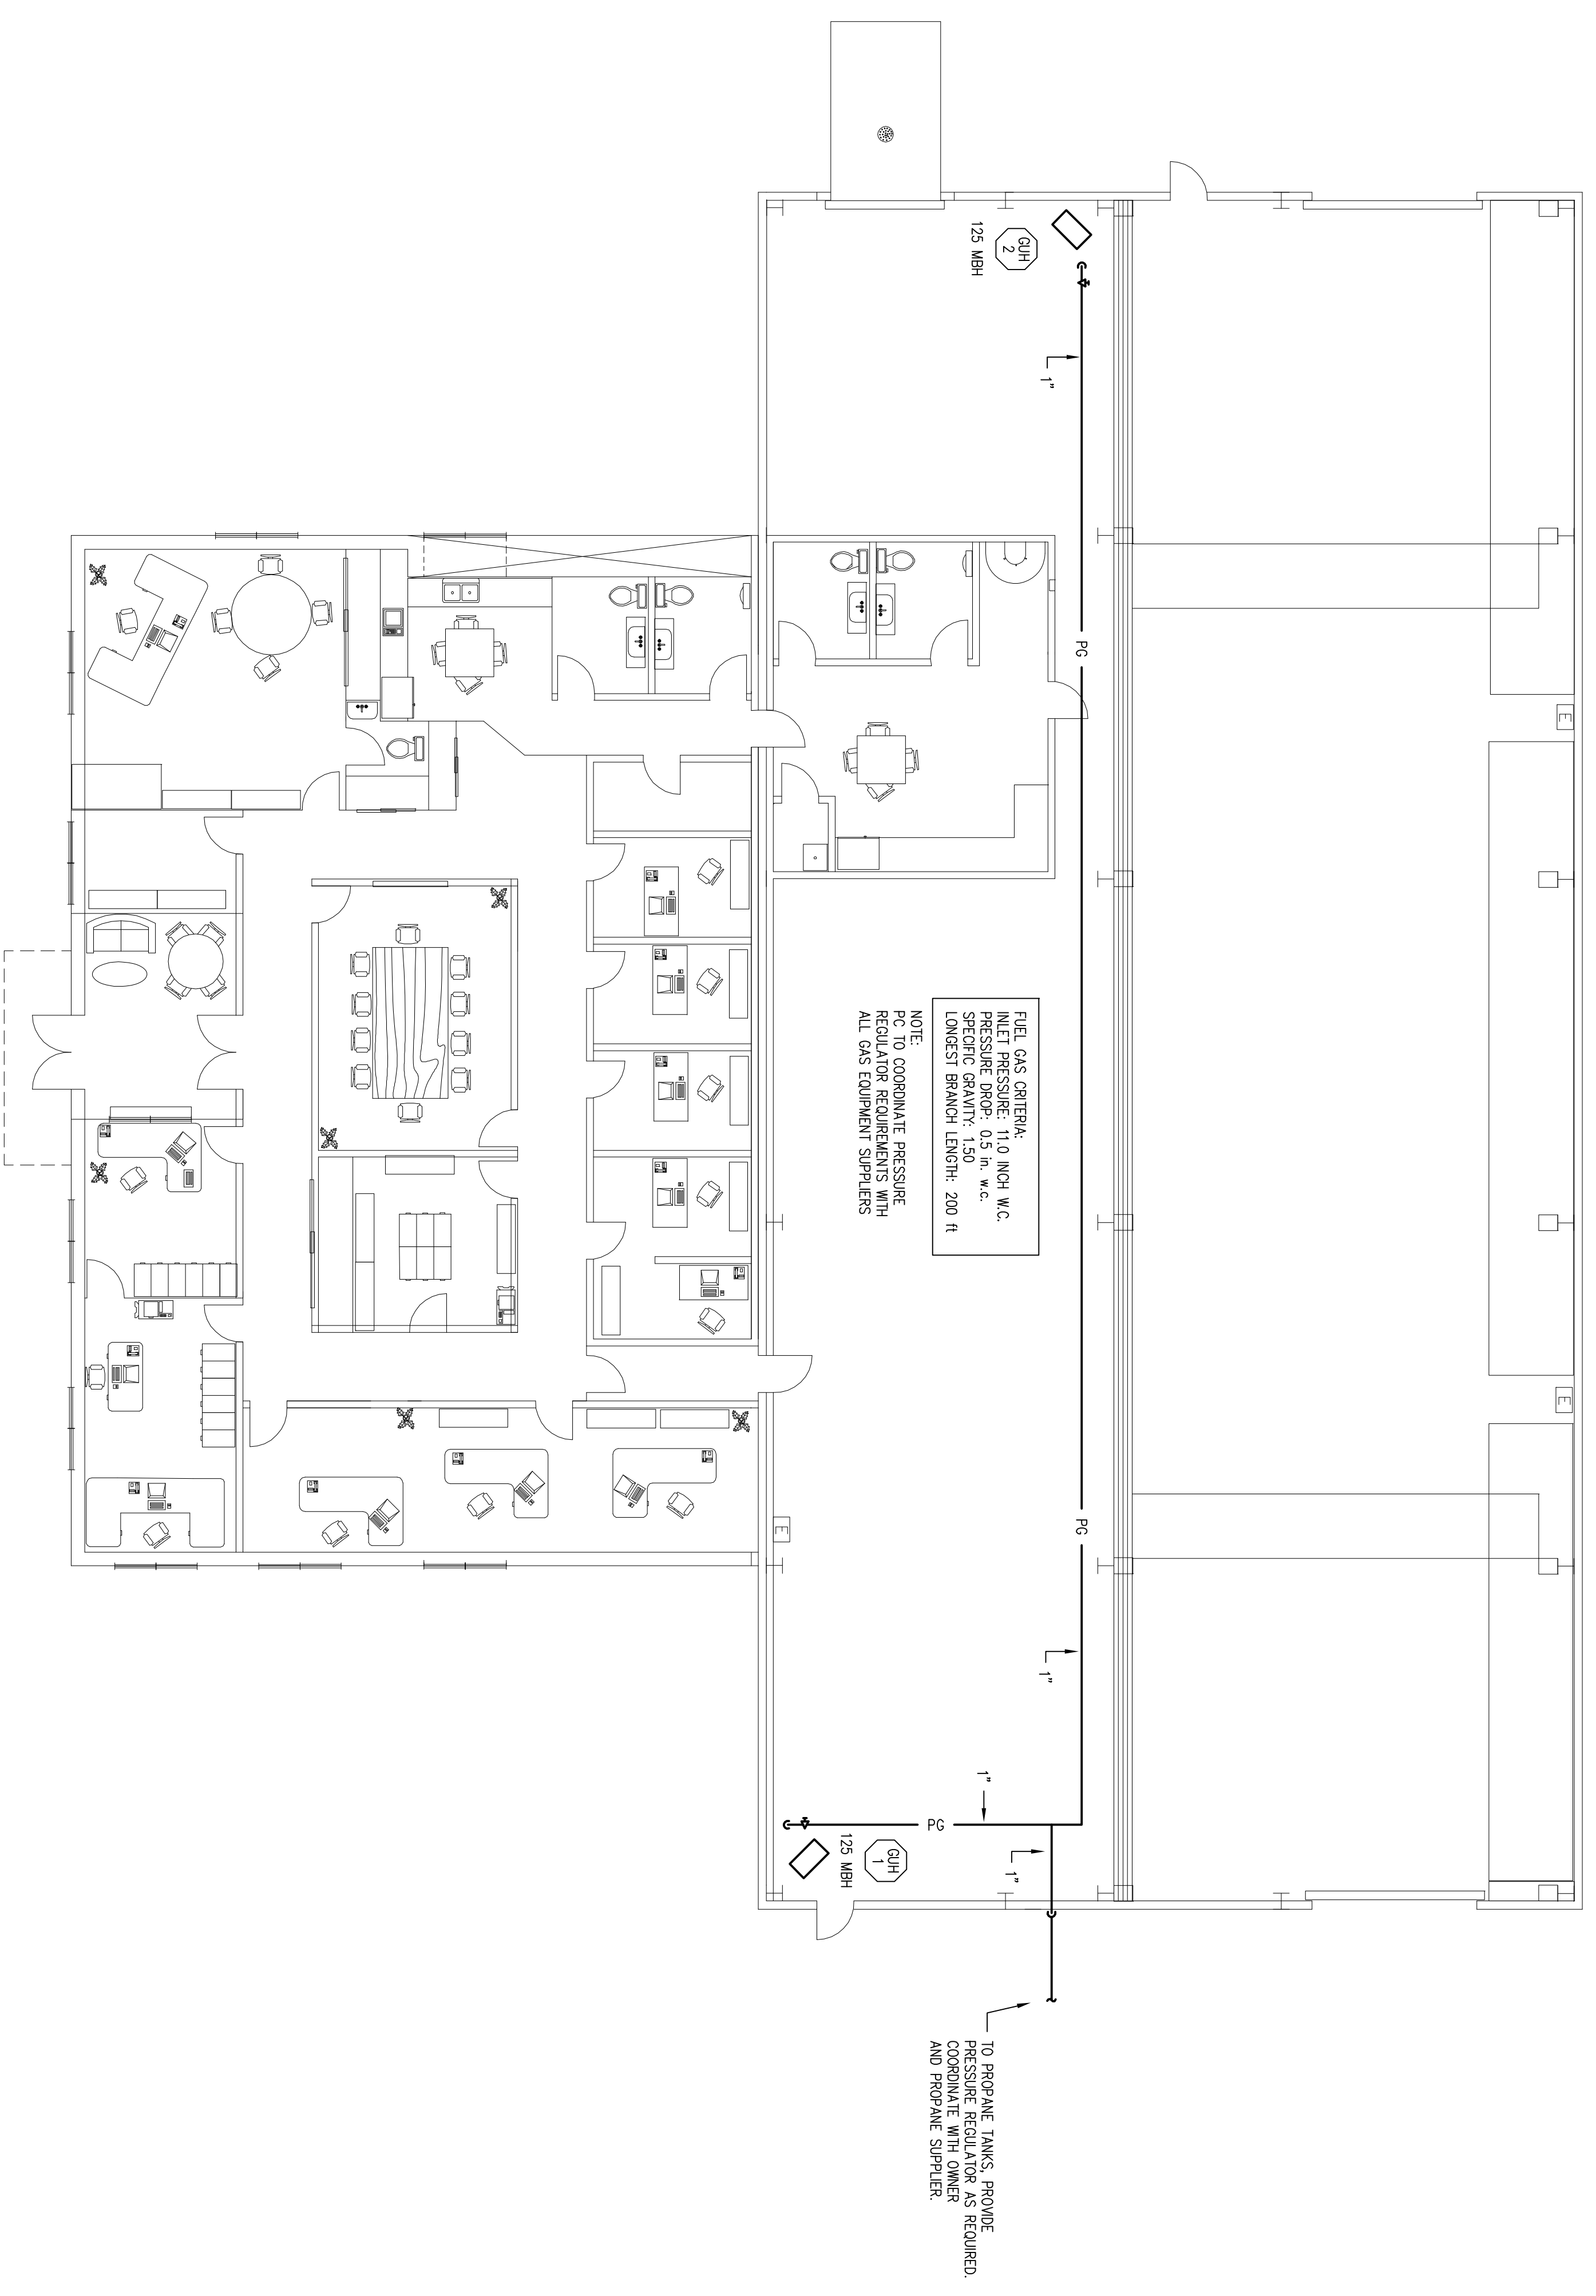 GUH
2
125 MBH
1"
PG
E
FUEL GAS CRITERIA:
INLET PRESSURE: 11.0 INCH W.C.
PRESSURE DROP: 0.5 in. w.c.
SPECIFIC GRAVITY: 1.50
LONGEST BRANCH LENGTH: 200 ft
NOTE:
PC TO COORDINATE PRESSURE
REGULATOR REQUIREMENTS WITH
ALL GAS EQUIPMENT SUPPLIERS
E
E
PG
1"
1"
PG
1"
GUH
1
125 MBH
TO PROPANE TANKS, PROVIDE
PRESSURE REGULATOR AS REQUIRED.
COORDINATE WITH OWNER
AND PROPANE SUPPLIER.